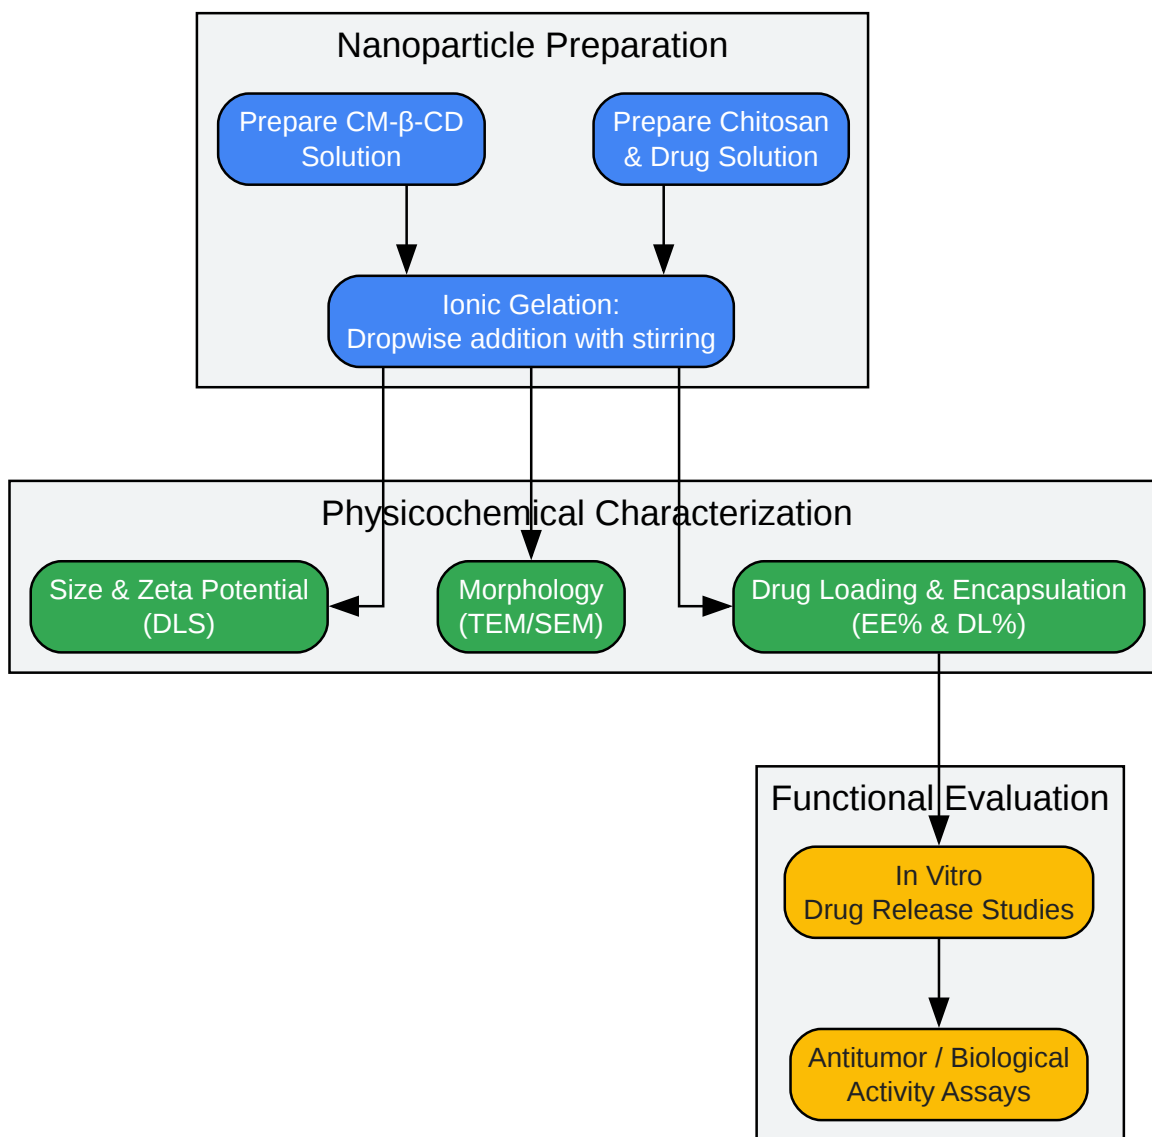 Nanoparticle Preparation
Prepare CM-β-CD
Solution
Prepare Chitosan
& Drug Solution
Ionic Gelation:
Dropwise addition with stirring
Physicochemical Characterization
Size & Zeta Potential
(DLS)
Morphology
(TEM/SEM)
Drug Loading & Encapsulation
(EE% & DL%)
Functional Evaluation
In Vitro
Drug Release Studies
Antitumor / Biological
Activity Assays